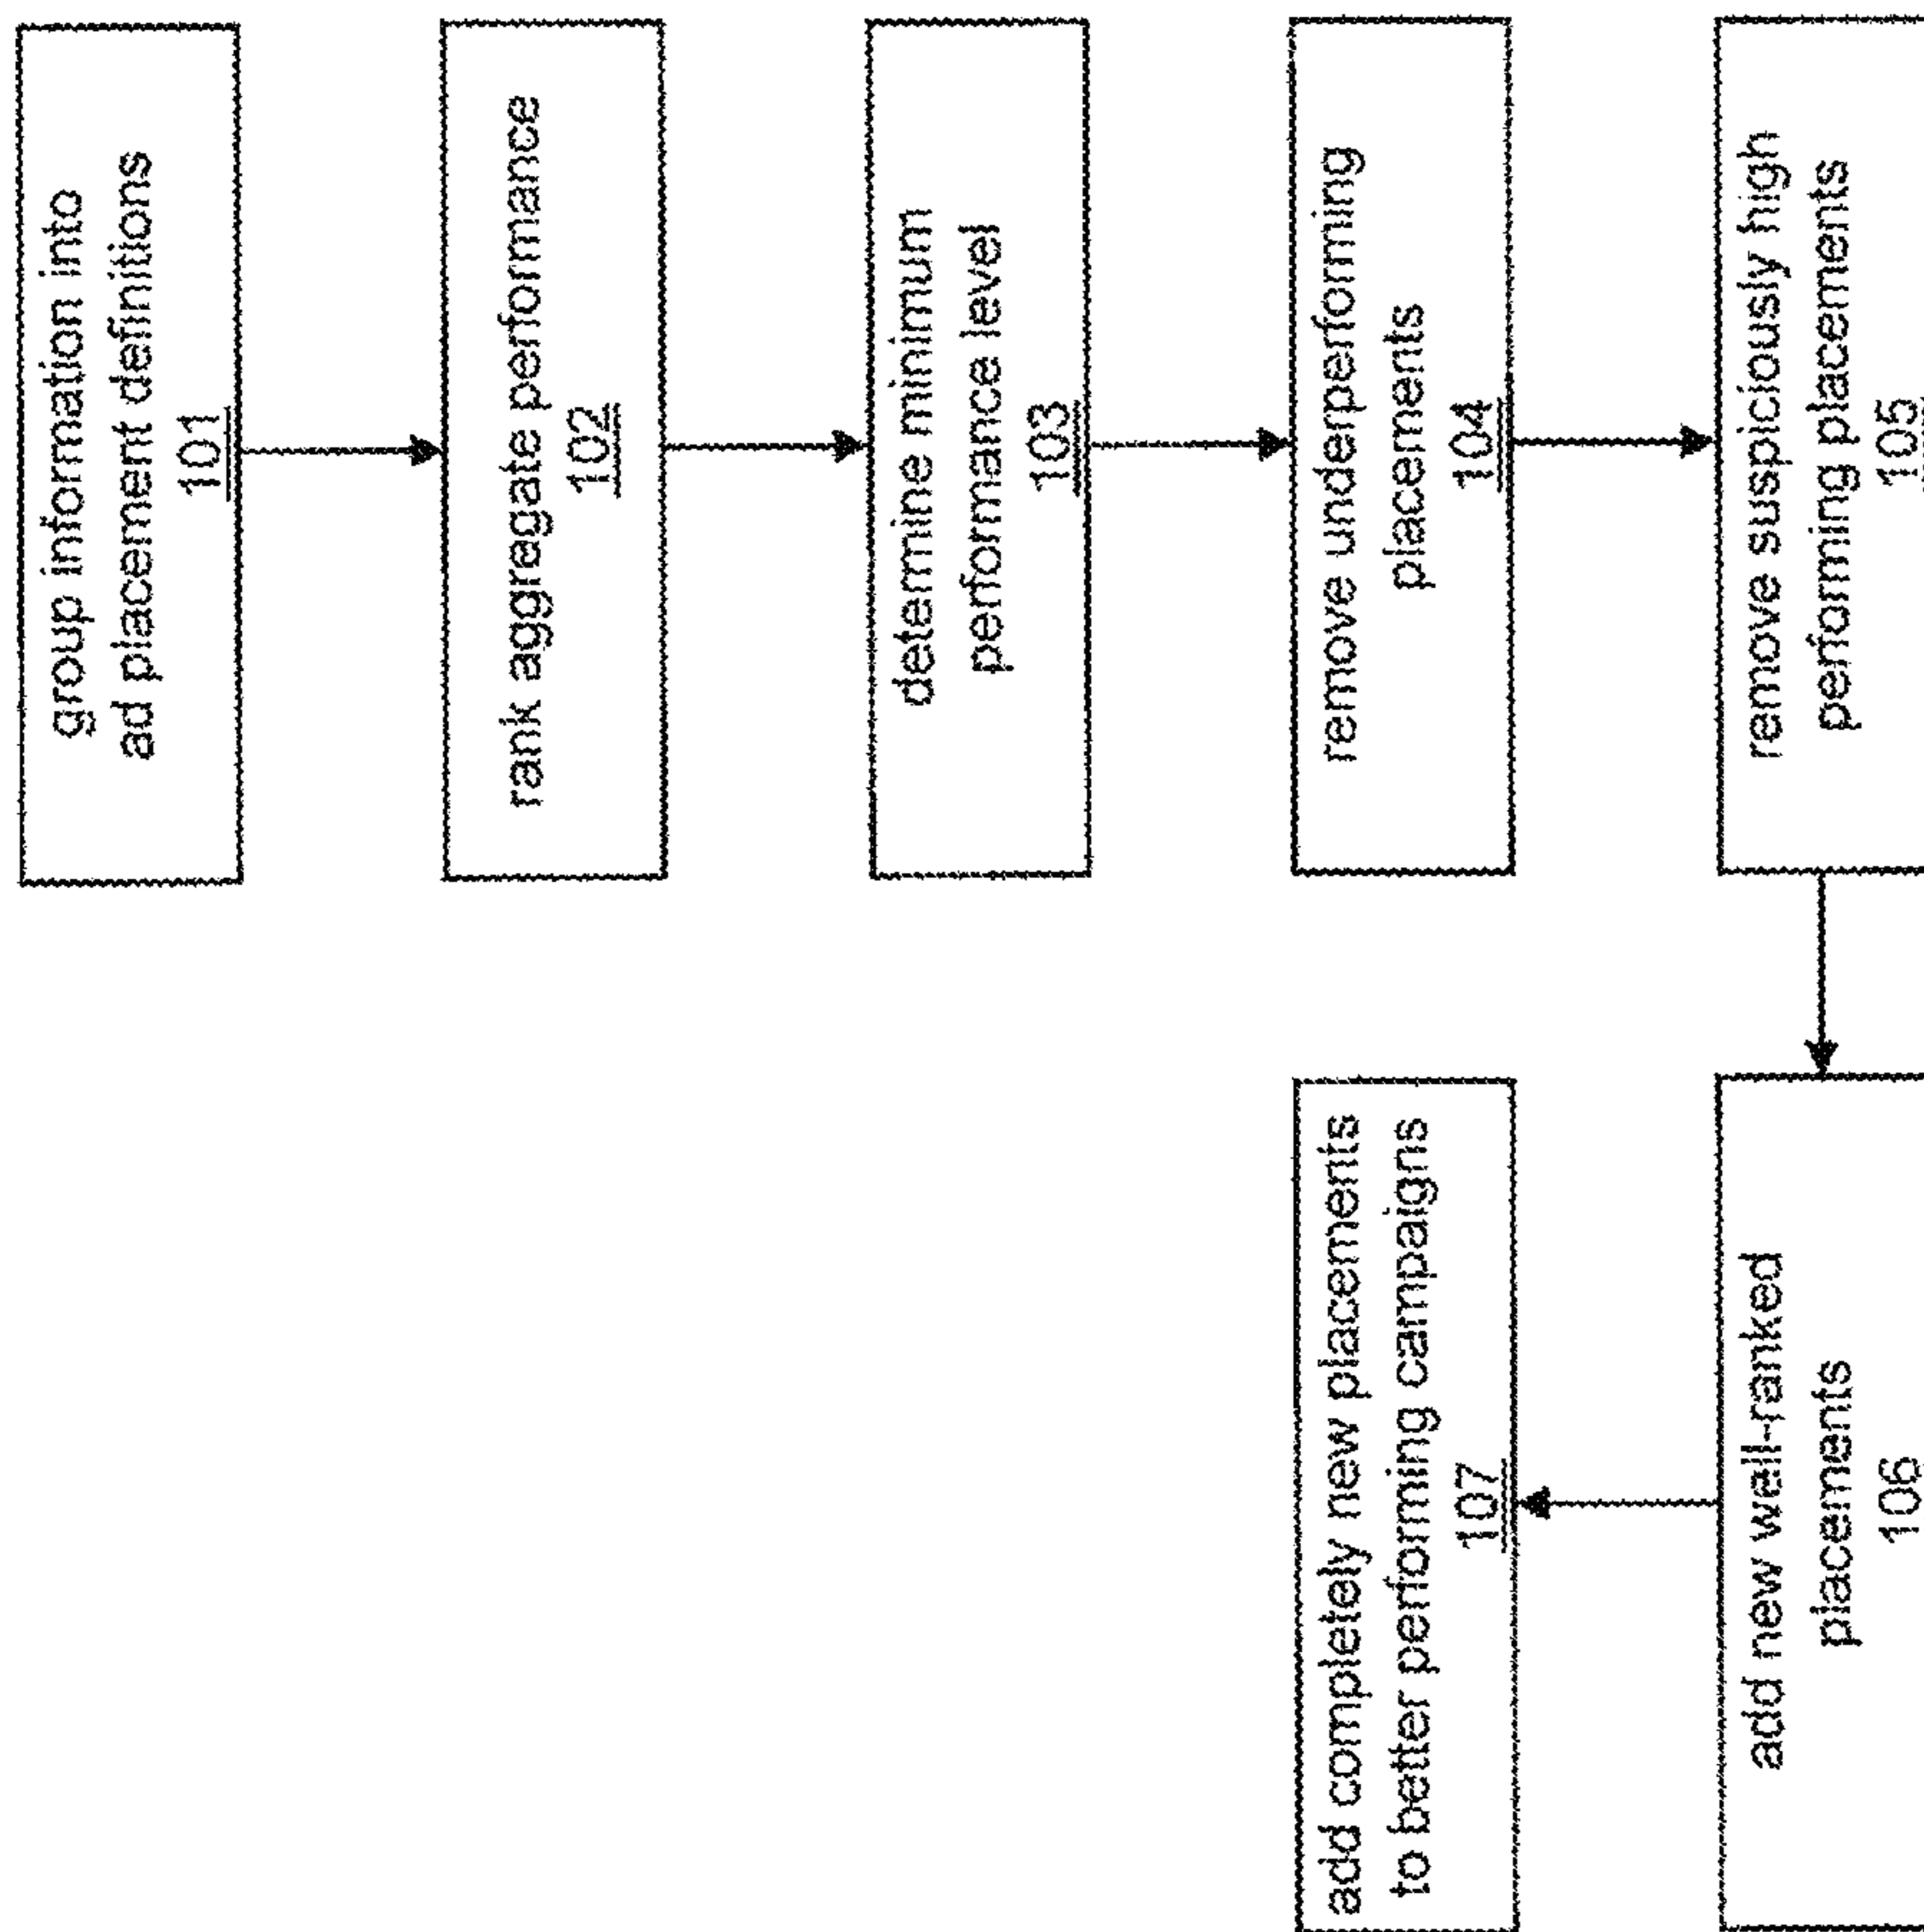 group information into
ad placement definitions
101
rank aggregate performance
102
determine minimum
performance level
103
remove underperforming
placements
104
remove suspiciously high
performing placements
105
add new well-ranked
placements
106
add completely new placements
to better performing campaigns
107